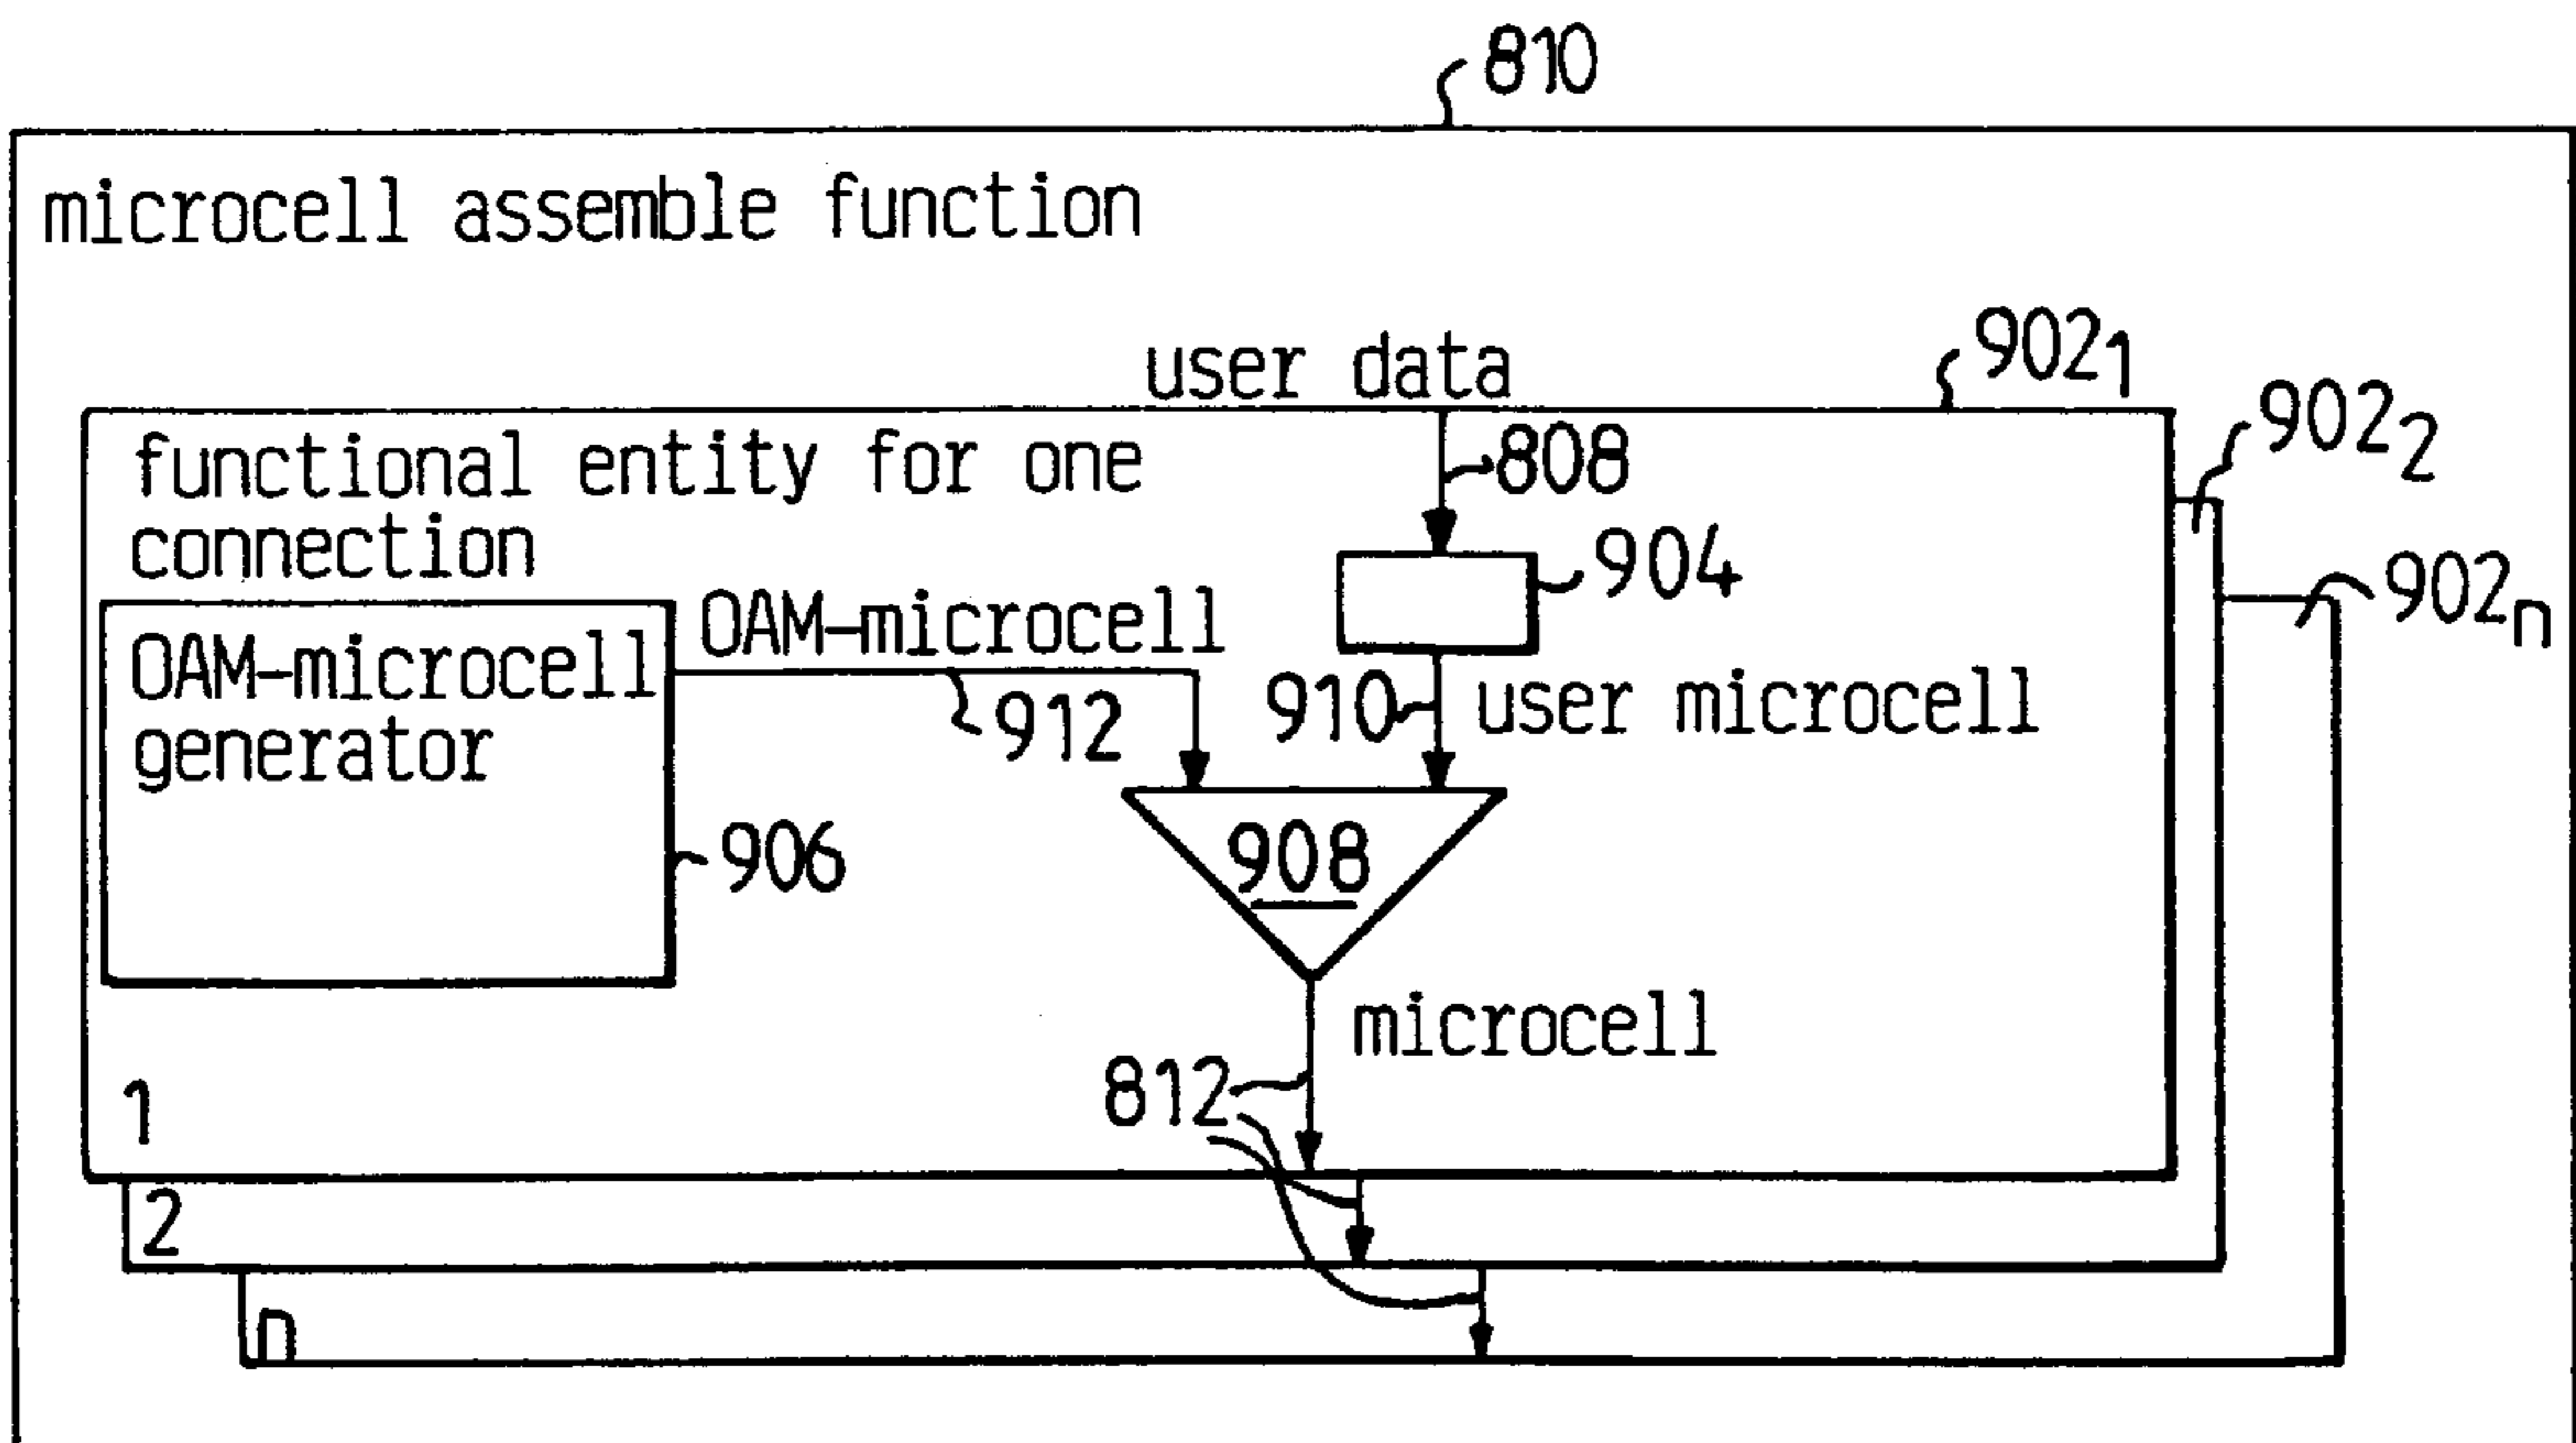 810
microcell assemble function
user data
902₁
902₂
functional entity for one
connection
808
904
902ₙ
OAM-microcell
OAM-microcell
generator
912
910
user microcell
906
908
microcell
812
1
2
n